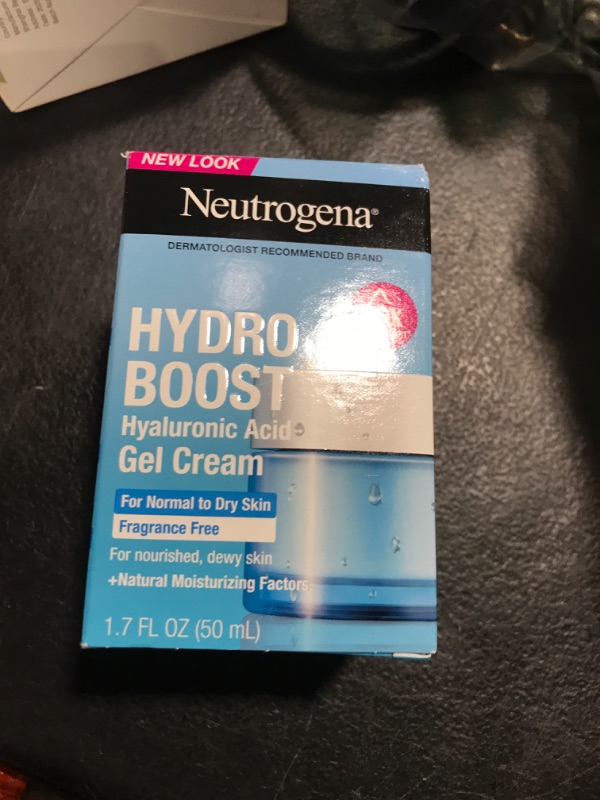 NEW LOOK
Neutrogena®
DERMATOLOGIST RECOMMENDED BRAND
HYDRO
BOOST
Hyaluronic Acid
Gel Cream
For Normal to Dry Skin
Fragrance Free
For nourished, dewy skin
+Natural Moisturizing Factors
1.7 FL OZ (50 mL)